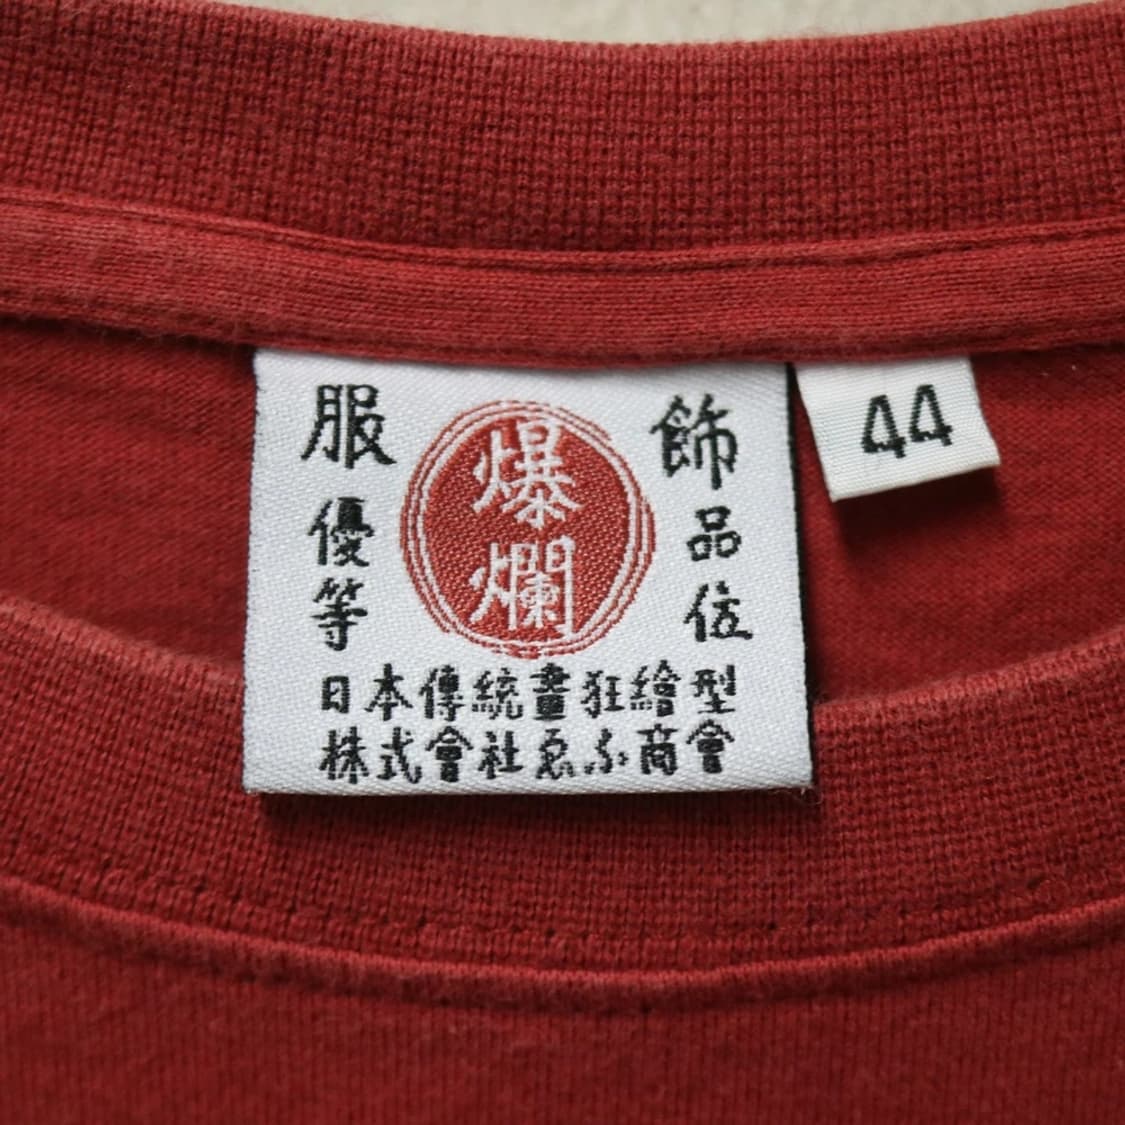 服飾
爆爛
優等
品位
日本傳統畫狂繪型
株式會社ゑふ商會
44